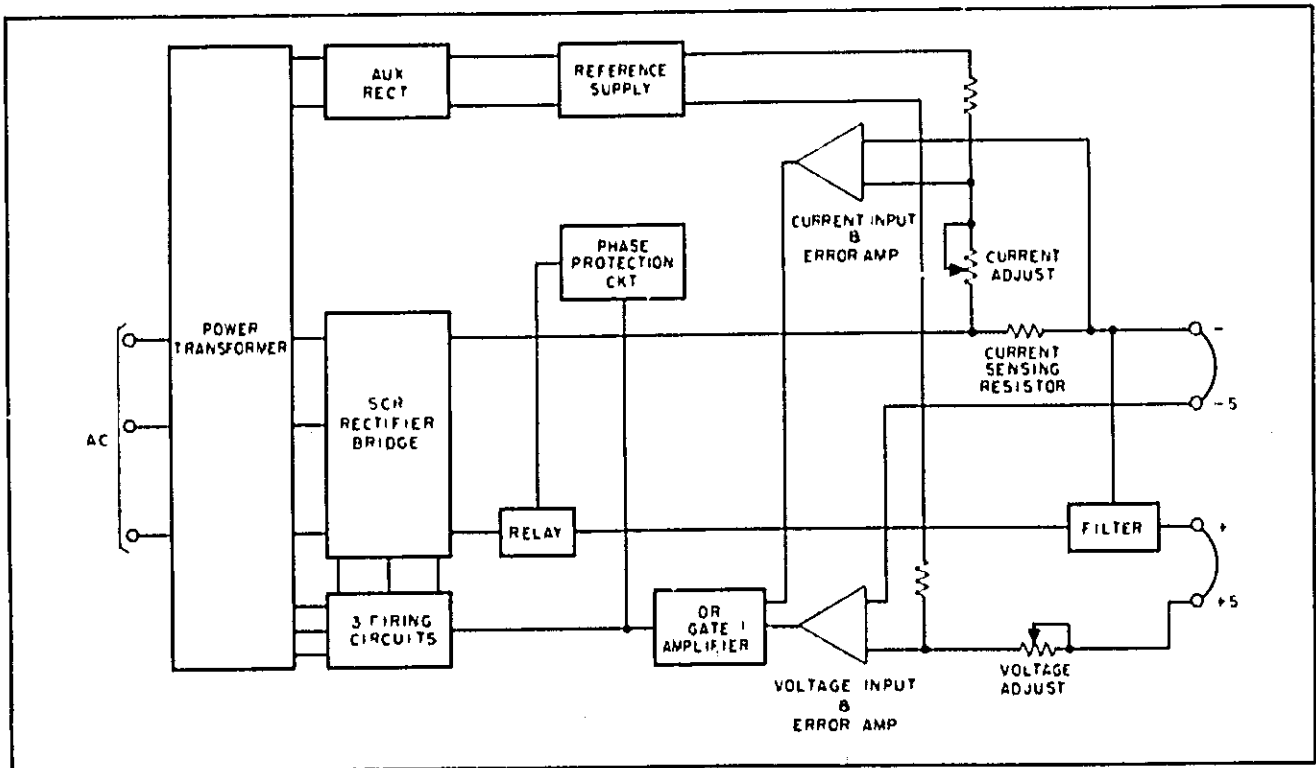 AUX
RECT
REFERENCE
SUPPLY
CURRENT INPUT
&
ERROR AMP
PHASE
PROTECTION
CKT
CURRENT
ADJUST
POWER
TRANSFORMER
-
CURRENT
SENSING
RESISTOR
SCR
RECTIFIER
BRIDGE
-S
AC
RELAY
FILTER
+
+S
3 FIRING
CIRCUITS
OR
GATE &
AMPLIFIER
VOLTAGE
ADJUST
VOLTAGE INPUT
&
ERROR AMP